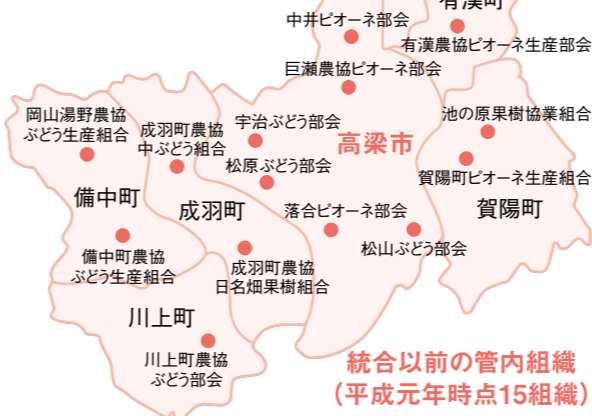 有漢町
中井ピオーネ部会
有漢農協ピオーネ生産部会
巨瀬農協ピオーネ部会
岡山湯野農協
ぶどう生産組合
成羽町農協
中ぶどう組合
宇治ぶどう部会
高梁市
池の原果樹協業組合
松原ぶどう部会
賀陽町ピオーネ生産組合
備中町
成羽町
落合ピオーネ部会
賀陽町
松山ぶどう部会
備中町農協
ぶどう生産組合
成羽町農協
日名畑果樹組合
川上町
川上町農協
ぶどう部会
統合以前の管内組織
（平成元年時点15組織）